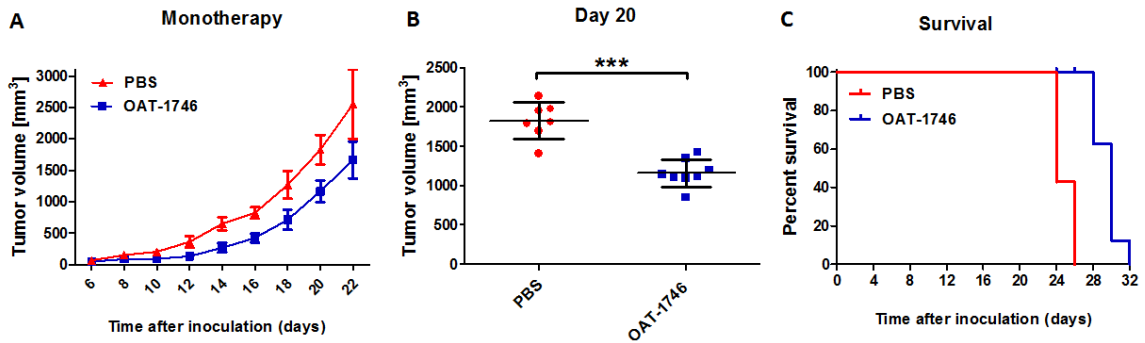 A
Monotherapy
Tumor volume [mm³]
3000
2500
2000
1500
1000
500
0
PBS
OAT-1746
6 8 10 12 14 16 18 20 22
Time after inoculation (days)
B
Day 20
Tumor volume [mm³]
2500
2000
1500
1000
500
0
***
PBS
OAT-1746
C
Survival
Percent survival
100
80
60
40
20
0
PBS
OAT-1746
0 4 8 12 16 20 24 28 32
Time after inoculation (days)